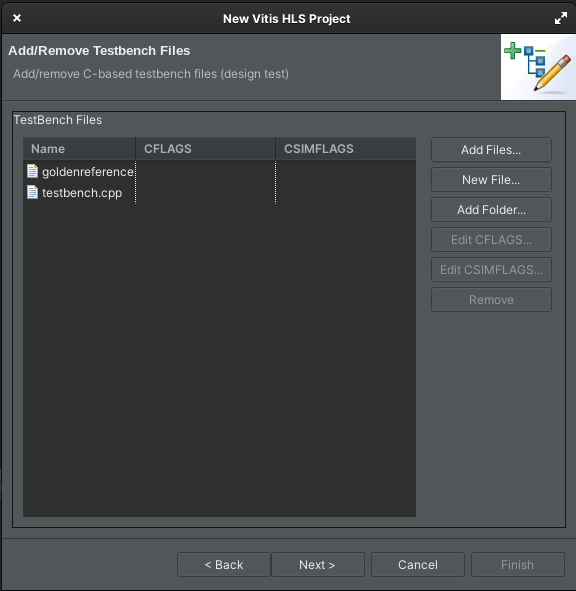 New Vitis HLS Project
Add/Remove Testbench Files
Add/remove C-based testbench files (design test)
TestBench Files
Name CFLAGS CSIMFLAGS
goldenreference
testbench.cpp
Add Files...
New File...
Add Folder...
Edit CFLAGS...
Edit CSIMFLAGS...
Remove
< Back Next > Cancel Finish